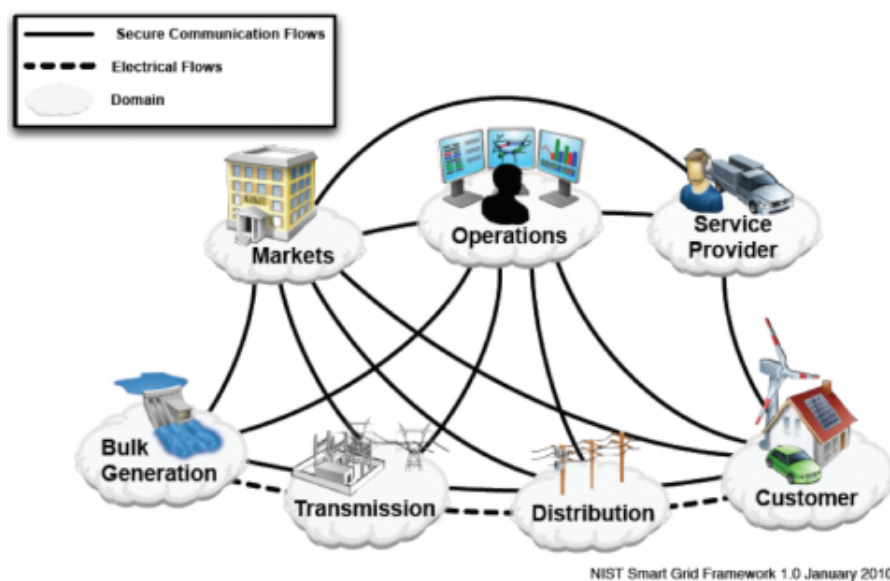 Secure Communication Flows
Electrical Flows
Domain
Markets
Operations
Service
Provider
Bulk
Generation
Transmission
Distribution
Customer
NIST Smart Grid Framework 1.0 January 2010